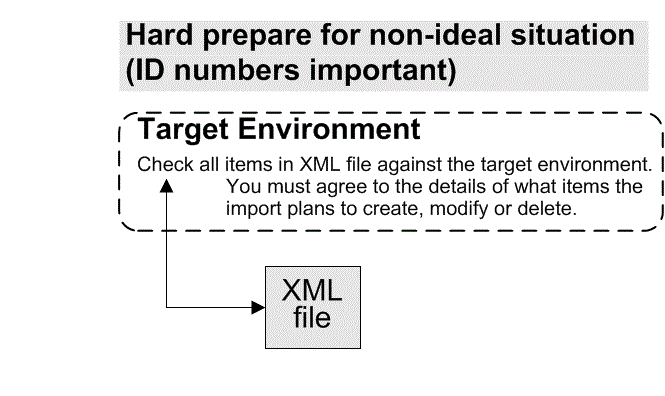 Hard prepare for non-ideal situation
(ID numbers important)
Target Environment
Check all items in XML file against the target environment.
You must agree to the details of what items the
import plans to create, modify or delete.
XML
file